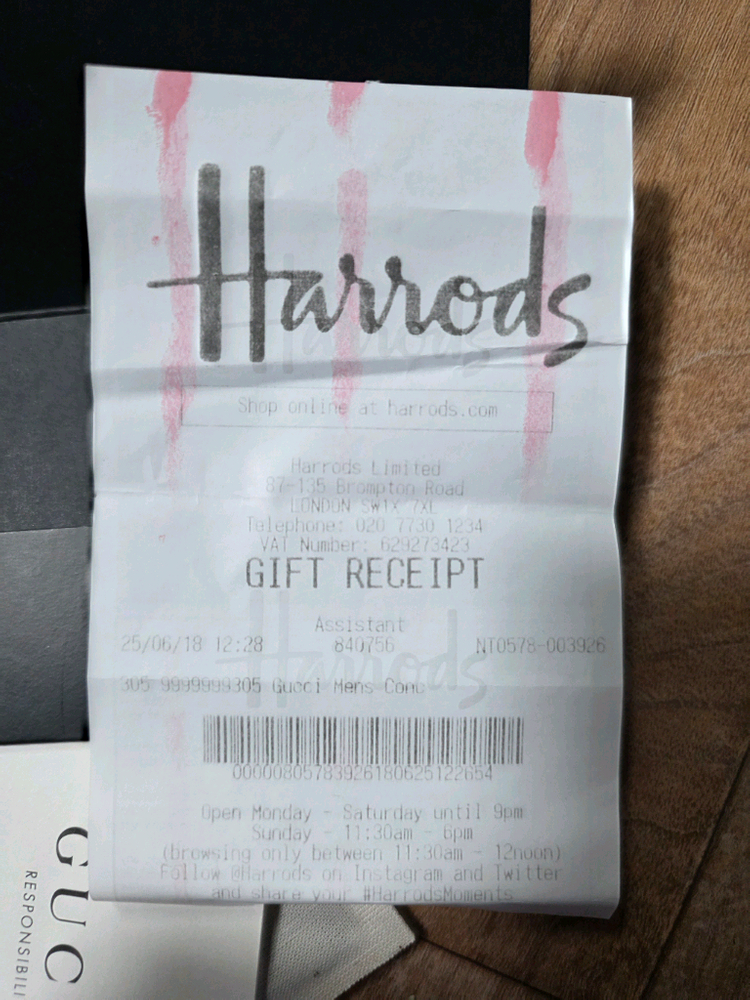 Harrods
Shop online at harrods.com
Harrods Limited
87-135 Brompton Road
LONDON SW1X 7XL
Telephone: 020 7730 1234
VAT Number: 629273423
GIFT RECEIPT
Assistant
25/06/18 12:28 840756 NT0578-003926
305 9999999305 Gucci Mens Conc
0000080578392618062512​2654
Open Monday - Saturday until 9pm
Sunday - 11:30am - 6pm
(browsing only between 11:30am - 12noon)
Follow @Harrods on Instagram and Twitter
and share your #HarrodsMoments
GUC
RESPONSIBILI